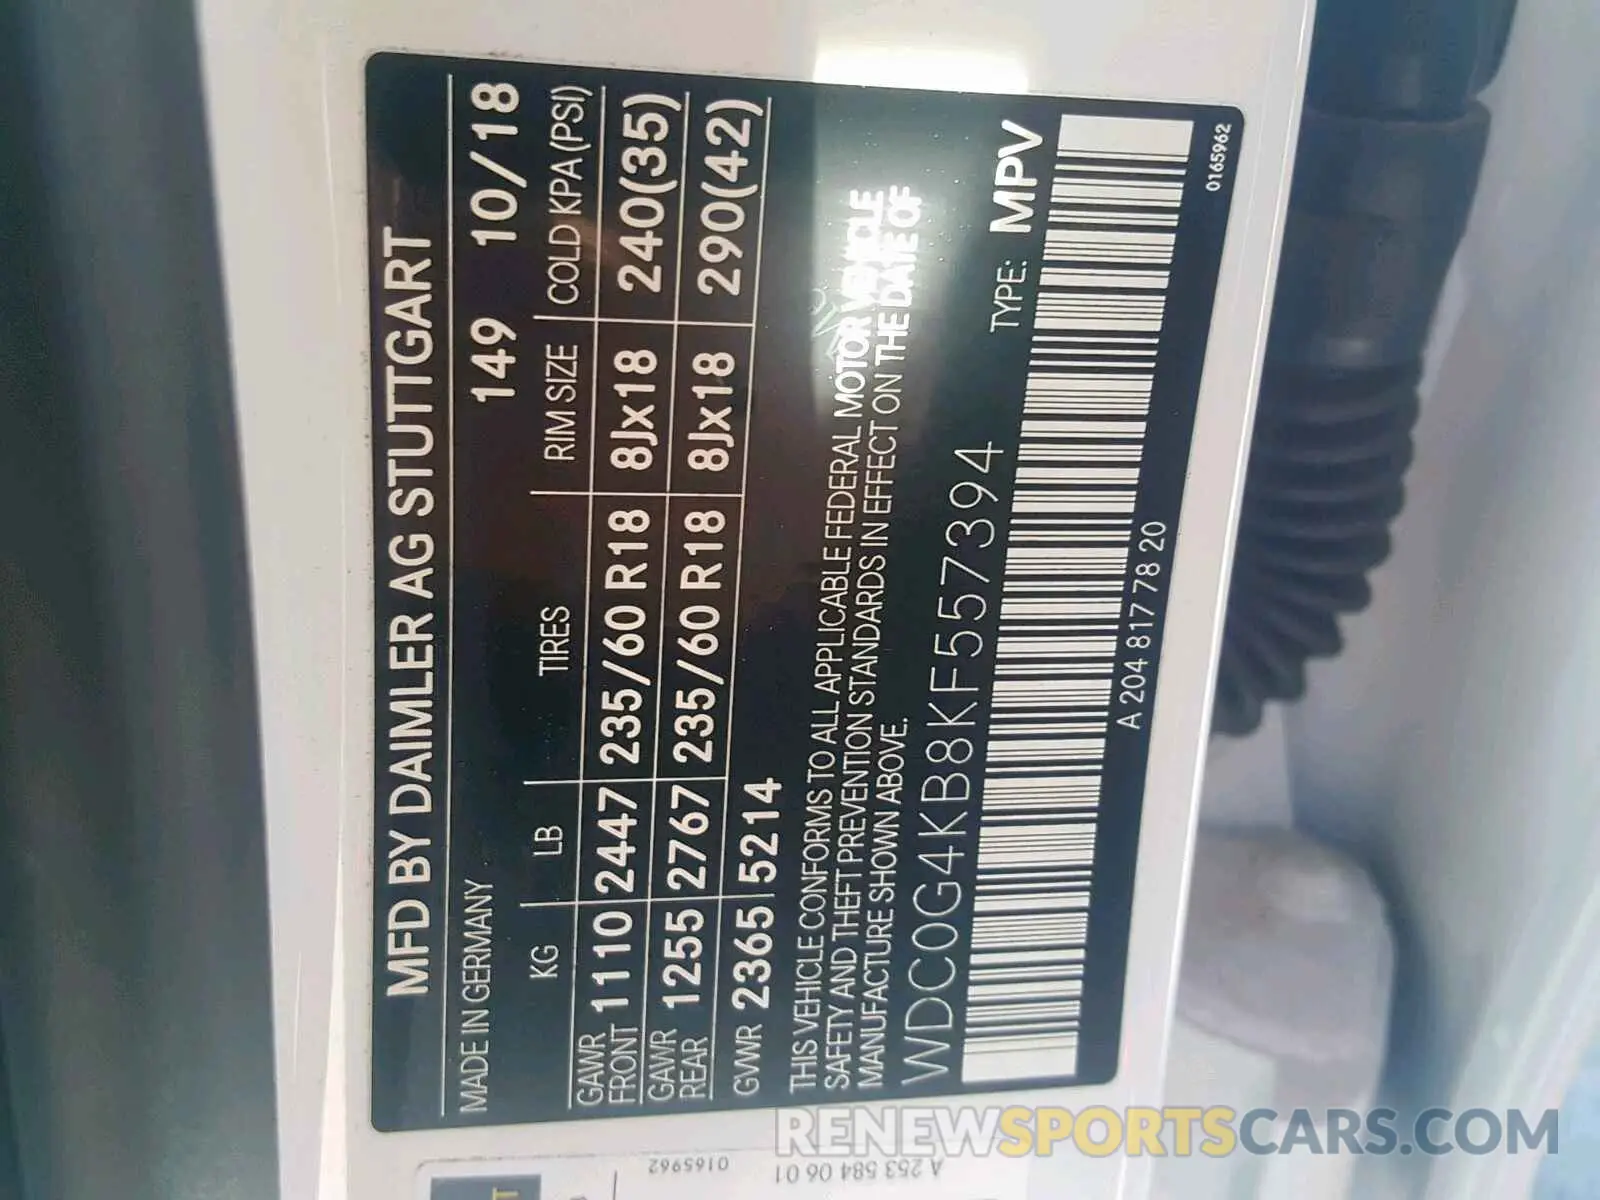 MFD BY DAIMLER AG STUTTGART
MADE IN GERMANY 149 10/18
KG LB TIRES RIM SIZE COLD KPA(PSI)
GAWR FRONT 1110 2447 235/60 R18 8Jx18 240(35)
GAWR REAR 1255 2767 235/60 R18 8Jx18 290(42)
GVWR 2365 5214
THIS VEHICLE CONFORMS TO ALL APPLICABLE FEDERAL MOTOR VEHICLE
SAFETY AND THEFT PREVENTION STANDARDS IN EFFECT ON THE DATE OF
MANUFACTURE SHOWN ABOVE.
WDC0G4KB8KF557394 TYPE: MPV
A 204 817 78 20
0165962
0165962
A 253 584 06 01
RENEWSPORTSCARS.COM